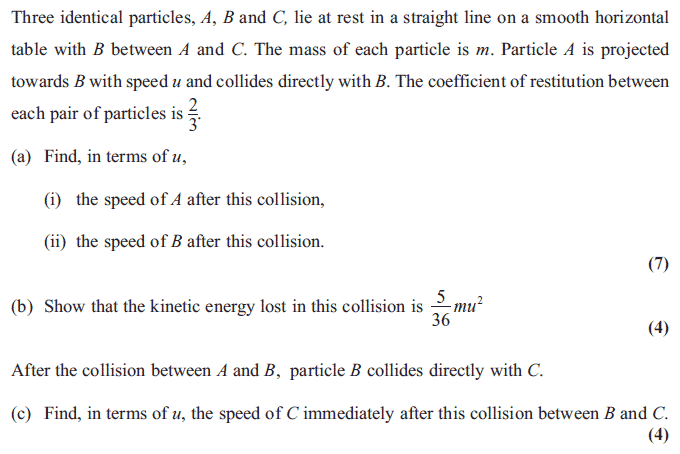 Three identical particles, A, B and C, lie at rest in a straight line on a smooth horizontal
table with B between A and C. The mass of each particle is m. Particle A is projected
towards B with speed u and collides directly with B. The coefficient of restitution between
each pair of particles is 2/3.
(a) Find, in terms of u,
(i) the speed of A after this collision,
(ii) the speed of B after this collision.
(7)
(b) Show that the kinetic energy lost in this collision is 5/36 mu²
(4)
After the collision between A and B, particle B collides directly with C.
(c) Find, in terms of u, the speed of C immediately after this collision between B and C.
(4)